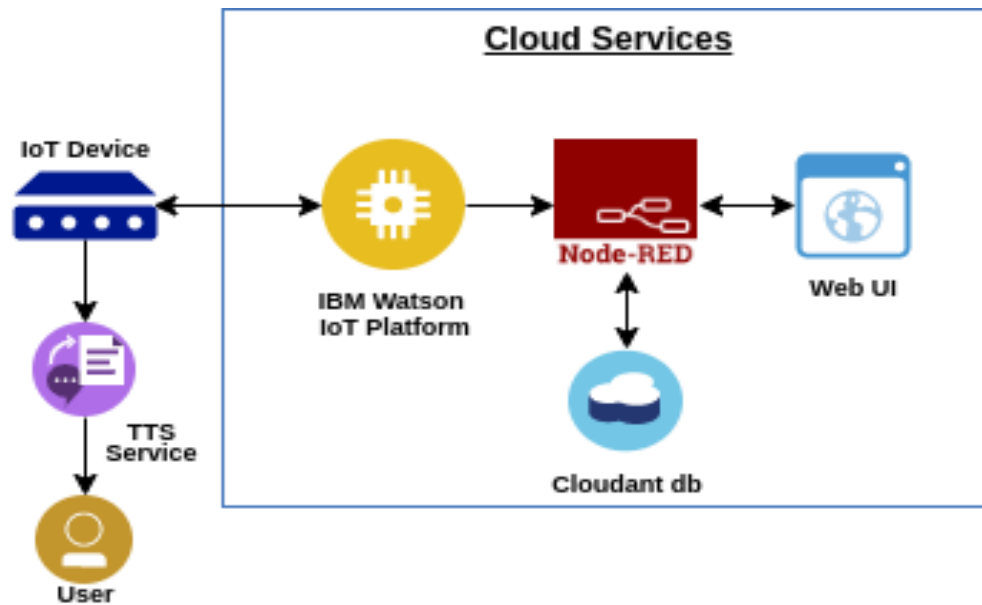 Cloud Services
IoT Device
Node-RED
IBM Watson
IoT Platform
Web UI
TTS
Service
Cloudant db
User